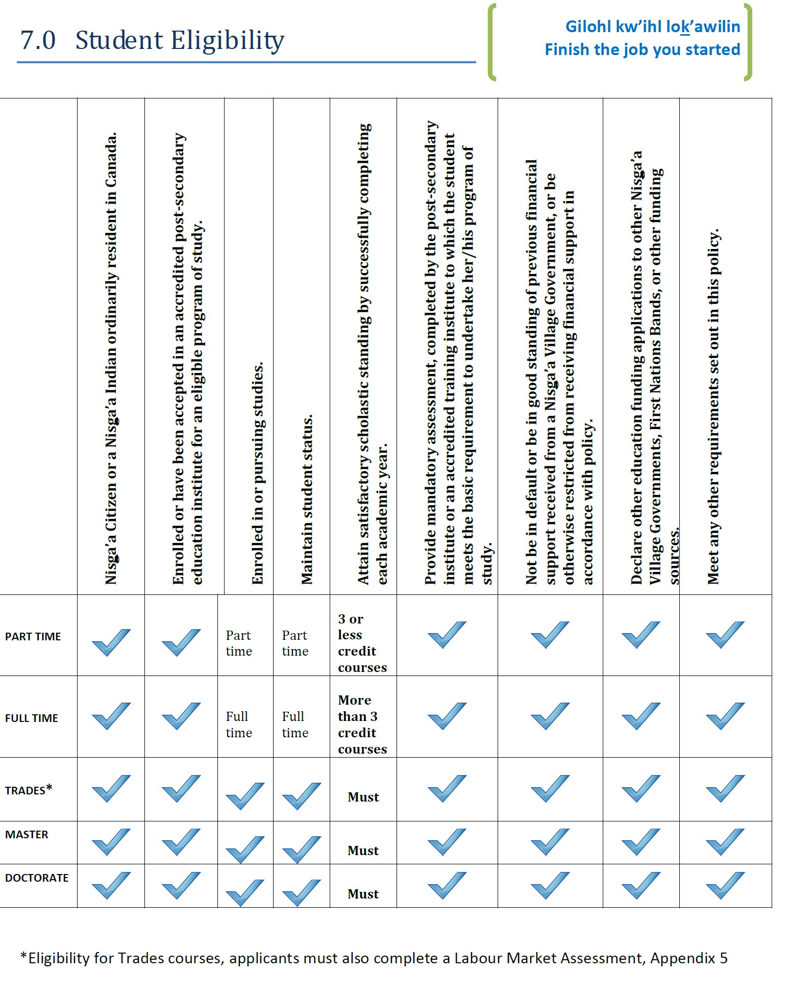 7.0 Student Eligibility
Gilohl kw’ihl lok̲’awilin
Finish the job you started
Nisg̲a’a Citizen or a Nisg̲a’a Indian ordinarily resident in Canada.
Enrolled or have been accepted in an accredited post-secondary
education institute for an eligible program of study.
Enrolled in or pursuing studies.
Maintain student status.
Attain satisfactory scholastic standing by successfully completing
each academic year.
Provide mandatory assessment, completed by the post-secondary
institute or an accredited training institute to which the student
meets the basic requirement to undertake her/his program of
study.
Not be in default or be in good standing of previous financial
support received from a Nisg̲a’a Village Government, or be
otherwise restricted from receiving financial support in
accordance with policy.
Declare other education funding applications to other Nisg̲a’a
Village Governments, First Nations Bands, or other funding
sources.
Meet any other requirements set out in this policy.
PART TIME
Part
time
Part
time
3 or
less
credit
courses
FULL TIME
Full
time
Full
time
More
than 3
credit
courses
TRADES*
Must
MASTER
Must
DOCTORATE
Must
*Eligibility for Trades courses, applicants must also complete a Labour Market Assessment, Appendix 5